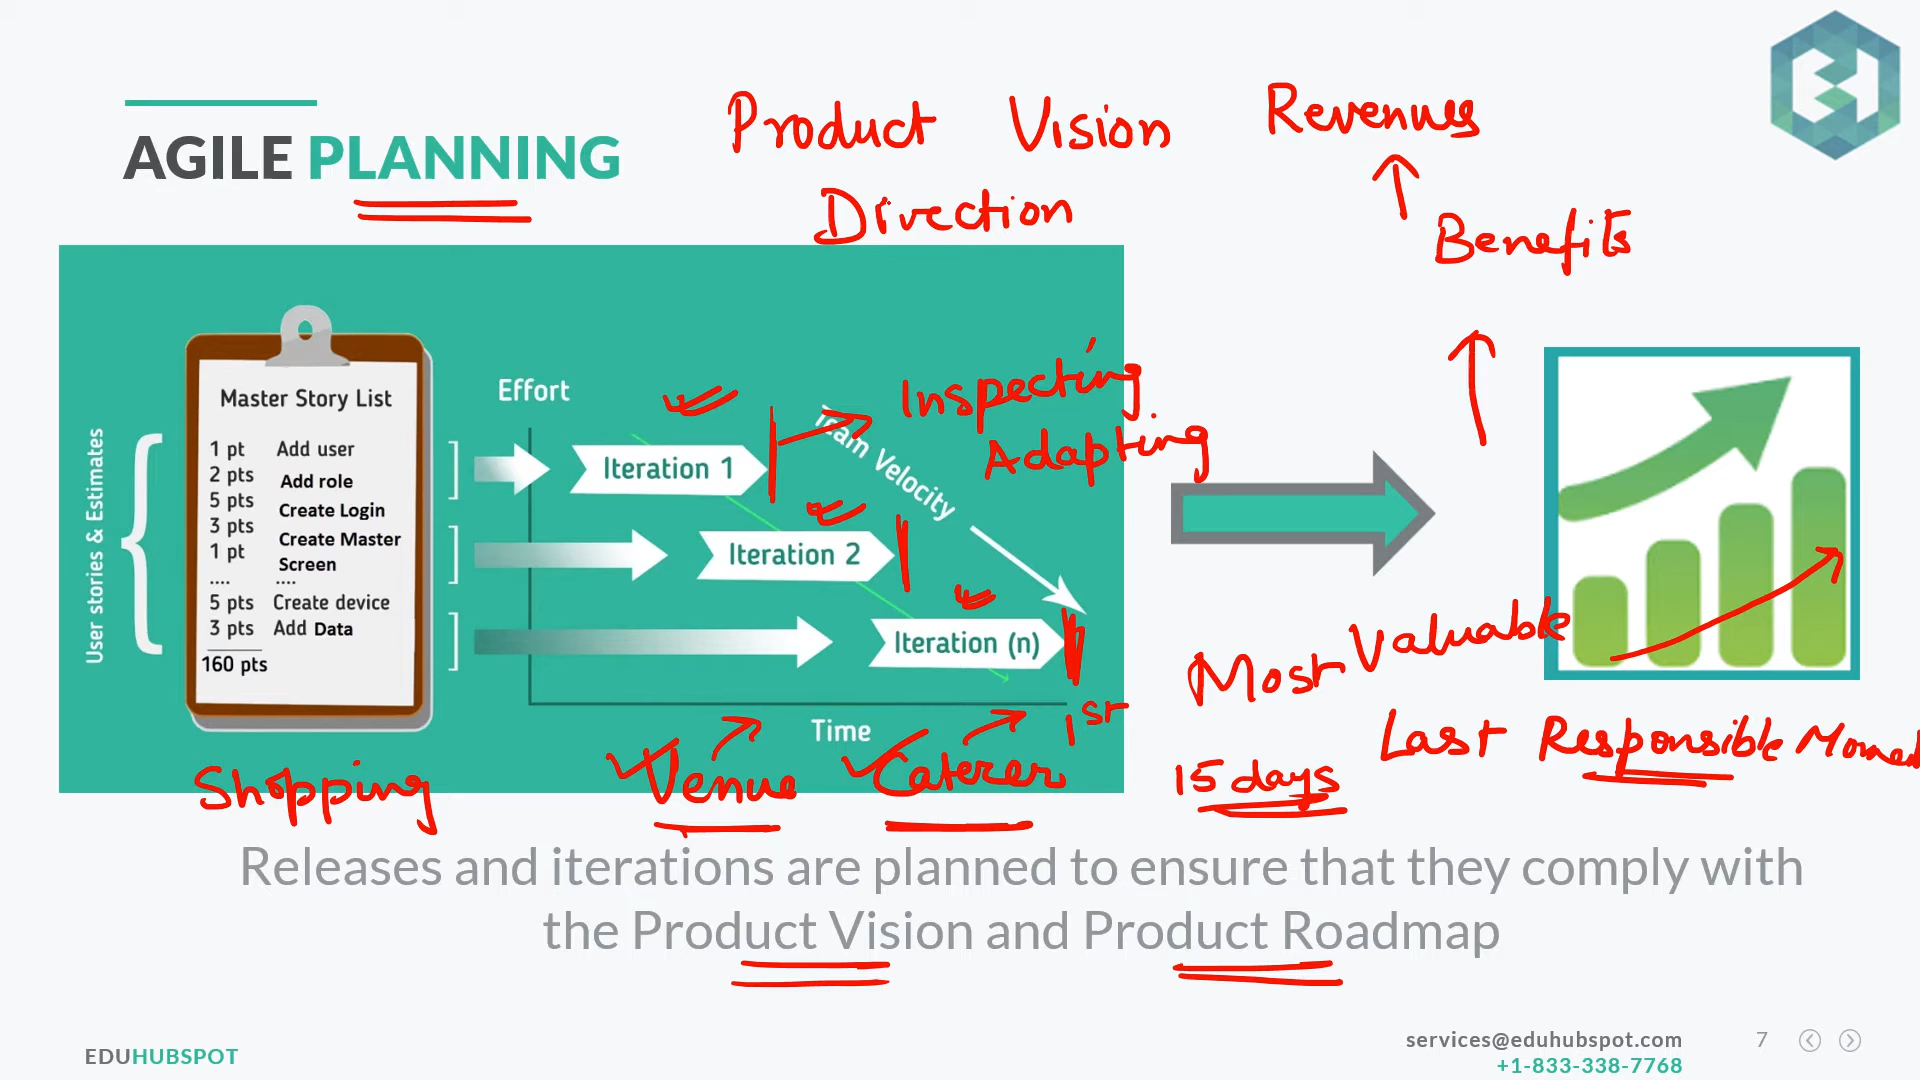 Product Vision
Revenues
AGILE PLANNING
Direction
Benefits
Master Story List
User stories & Estimates
1 pt Add user
2 pts Add role
5 pts Create Login
3 pts Create Master
1 pt Screen
.... ....
5 pts Create device
3 pts Add Data
160 pts
Effort
Inspecting
Adapting
Team Velocity
Iteration 1
Iteration 2
Iteration (n)
Time
1st
Most Valuable
Last Responsible
Shopping
Venue
Caterer
15 days
Releases and iterations are planned to ensure that they comply with
the Product Vision and Product Roadmap
EDUHUBSPOT
services@eduhubspot.com
+1-833-338-7768
7